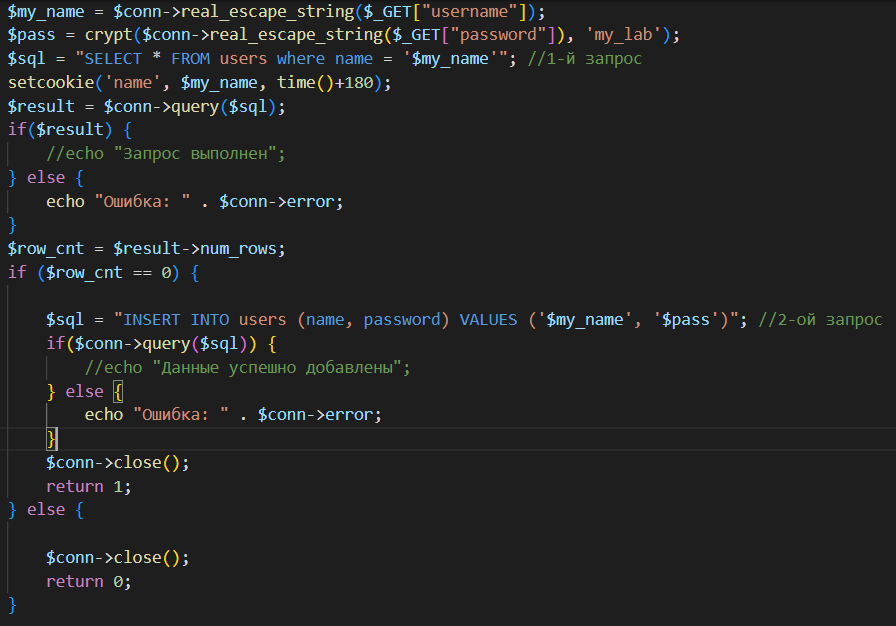 $my_name = $conn->real_escape_string($_GET["username"]);
$pass = crypt($conn->real_escape_string($_GET["password"]), 'my_lab');
$sql = "SELECT * FROM users where name = '$my_name'"; //1-й запрос
setcookie('name', $my_name, time()+180);
$result = $conn->query($sql);
if($result) {
    //echo "Запрос выполнен";
} else {
    echo "Ошибка: " . $conn->error;
}
$row_cnt = $result->num_rows;
if ($row_cnt == 0) {
    $sql = "INSERT INTO users (name, password) VALUES ('$my_name', '$pass')"; //2-ой запрос
    if($conn->query($sql)) {
        //echo "Данные успешно добавлены";
    } else {
        echo "Ошибка: " . $conn->error;
    }
    $conn->close();
    return 1;
} else {
    $conn->close();
    return 0;
}